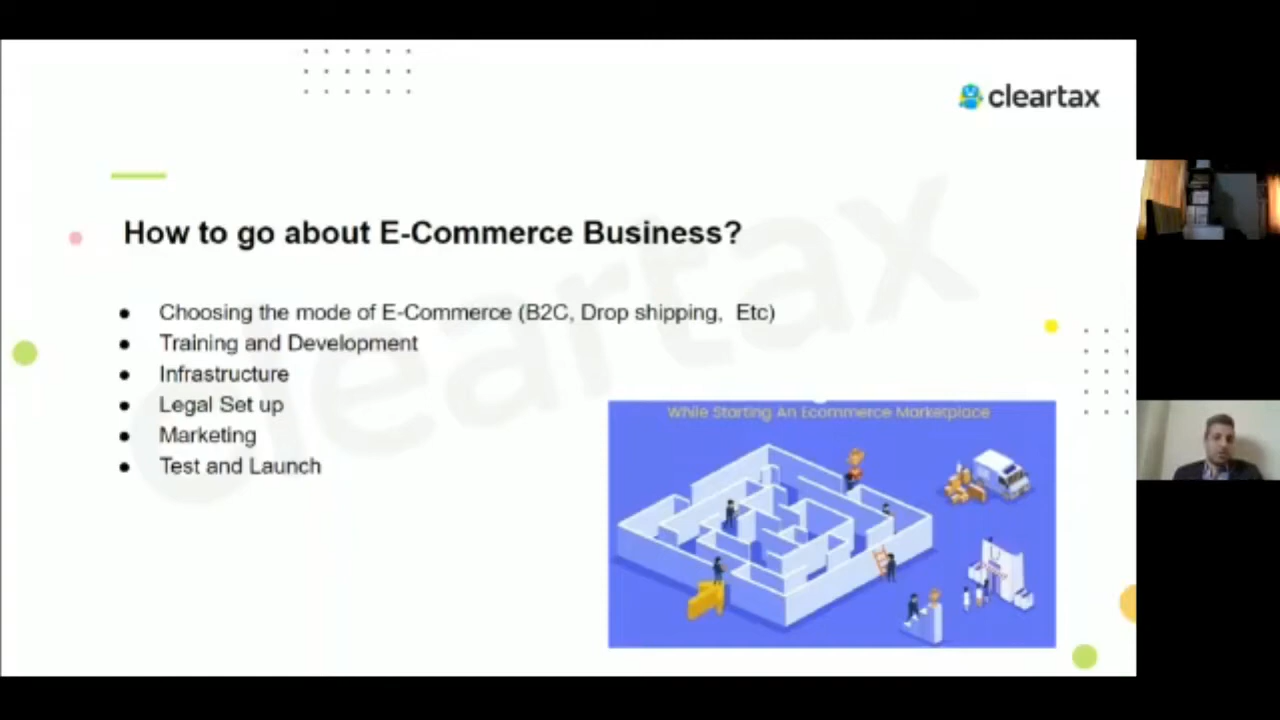 cleartax
How to go about E-Commerce Business?
● Choosing the mode of E-Commerce (B2C, Drop shipping,  Etc)
● Training and Development
● Infrastructure
● Legal Set up
● Marketing
● Test and Launch
While Starting An Ecommerce Marketplace
cleartax